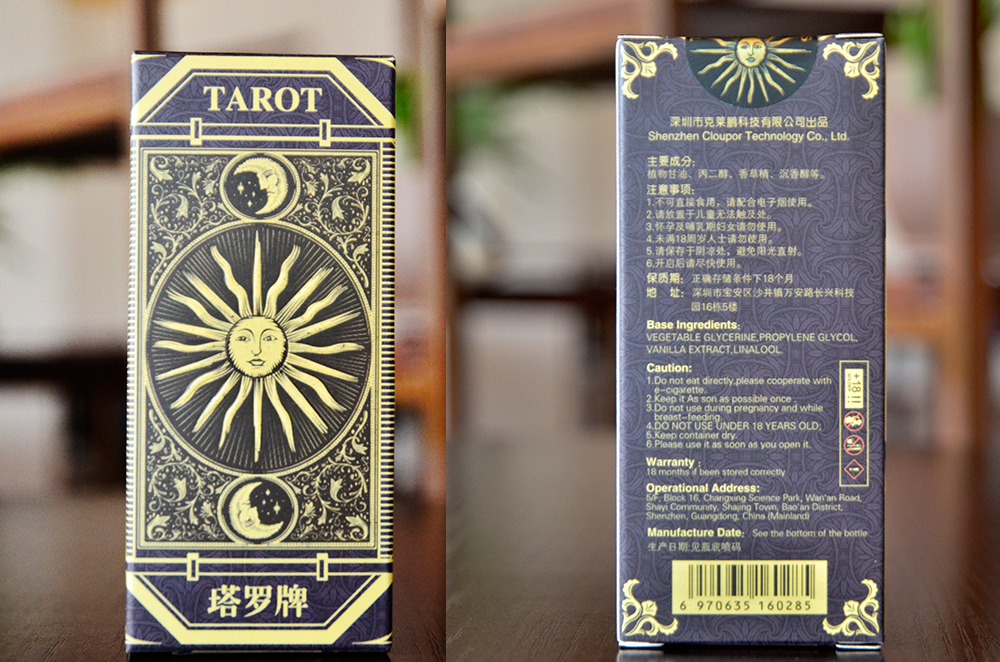 TAROT
塔罗牌
深圳市克莱鹏科技有限公司出品
Shenzhen Cloupor Technology Co., Ltd.
主要成分：
植物甘油、丙二醇、香草精、沉香醇等。
注意事项：
1.不可直接食用，请配合电子烟使用。
2.请放置于儿童无法触及处。
3.怀孕及哺乳期妇女请勿使用。
4.未满18周岁人士请勿使用。
5.请保存于阴凉处，避免阳光直射。
6.开启后请尽快使用。
保质期：正确存储条件下18个月
地 址：深圳市宝安区沙井镇万安路长兴科技
园16栋5楼
Base Ingredients:
VEGETABLE GLYCERINE,PROPYLENE GLYCOL,
VANILLA EXTRACT,LINALOOL.
Caution:
1.Do not eat directly,please cooperate with
e-cigarette.
2.Keep it As son as possible once .
3.Do not use during pregnancy and while
breast-feeding.
4.DO NOT USE UNDER 18 YEARS OLD;
5.Keep container dry.
6.Please use it as soon as you open it.
+18!!!
Warranty :
18 months if been stored correctly
Operational Address:
5/F, Block 16, Changxing Science Park, Wan'an Road,
Shayi Community, Shajing Town, Bao'an District,
Shenzhen, Guangdong, China (Mainland)
Manufacture Date: See the bottom of the bottle
生产日期:见瓶底喷码
6 970635 160285